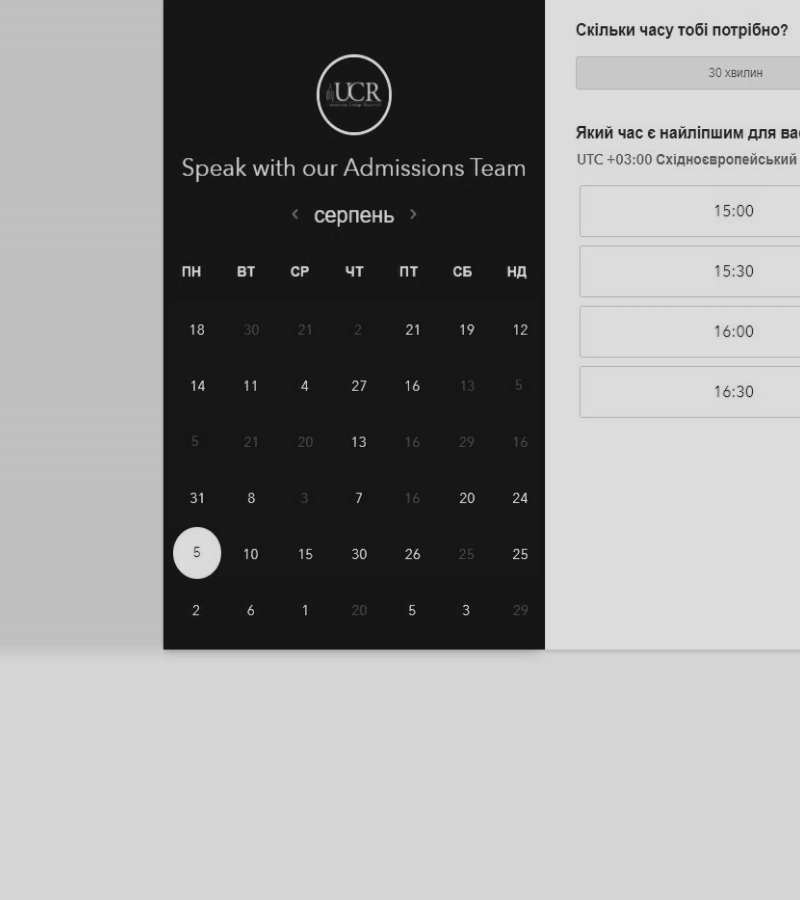 UCR
Speak with our Admissions Team
серпень
ПН ВТ СР ЧТ ПТ СБ НД
18 30 21 2 21 19 12
14 11 4 27 16 13 5
5 21 20 13 16 29 16
31 8 3 7 16 20 24
5 10 15 30 26 25 25
2 6 1 20 5 3 29
Скільки часу тобі потрібно?
30 хвилин
Який час є найліпшим для вас
UTC +03:00 Східноєвропейський
15:00
15:30
16:00
16:30